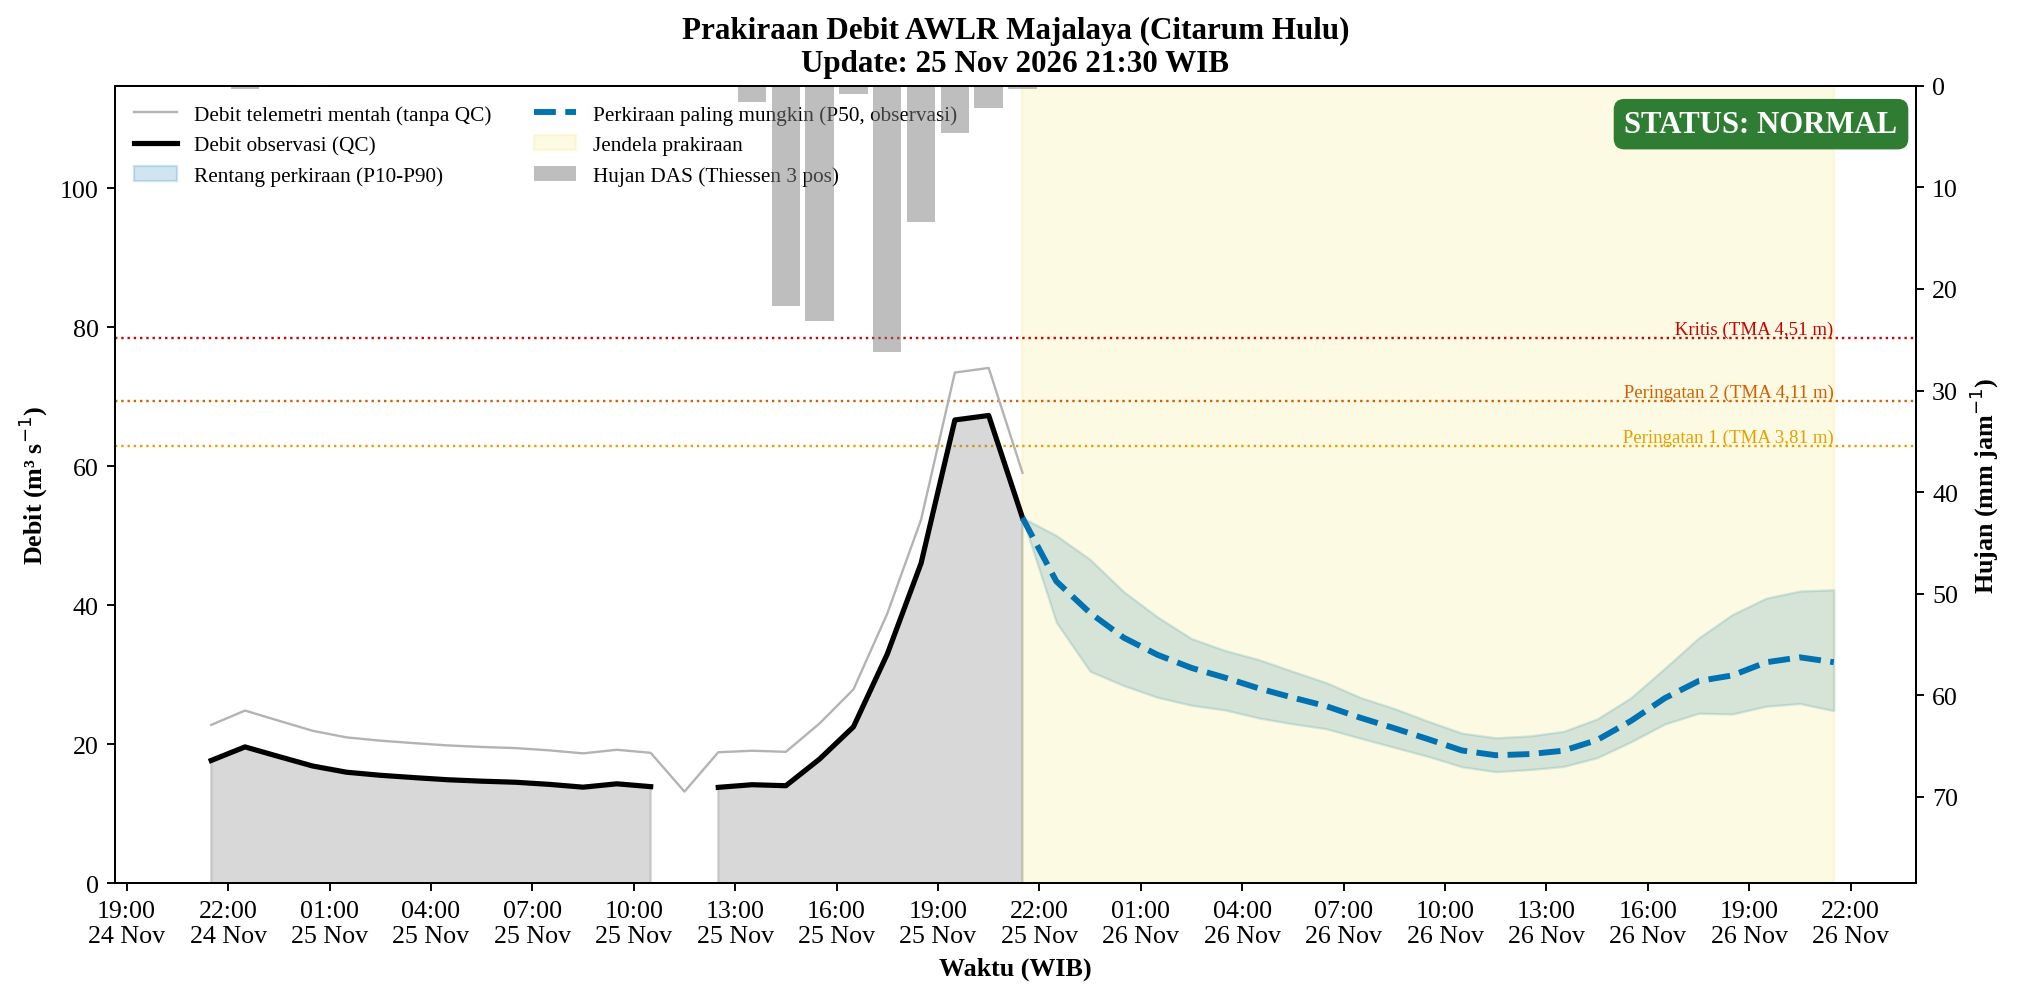 Prakiraan Debit AWLR Majalaya (Citarum Hulu)
Update: 25 Nov 2026 21:30 WIB
Debit telemetri mentah (tanpa QC)
Debit observasi (QC)
Rentang perkiraan (P10-P90)
Perkiraan paling mungkin (P50, observasi)
Jendela prakiraan
Hujan DAS (Thiessen 3 pos)
STATUS: NORMAL
Kritis (TMA 4,51 m)
Peringatan 2 (TMA 4,11 m)
Peringatan 1 (TMA 3,81 m)
Debit (m³ s⁻¹)
100
80
60
40
20
0
Hujan (mm jam⁻¹)
0
10
20
30
40
50
60
70
19:00 22:00 01:00 04:00 07:00 10:00 13:00 16:00 19:00 22:00 01:00 04:00 07:00 10:00 13:00 16:00 19:00 22:00
24 Nov 24 Nov 25 Nov 25 Nov 25 Nov 25 Nov 25 Nov 25 Nov 25 Nov 25 Nov 26 Nov 26 Nov 26 Nov 26 Nov 26 Nov 26 Nov 26 Nov 26 Nov
Waktu (WIB)